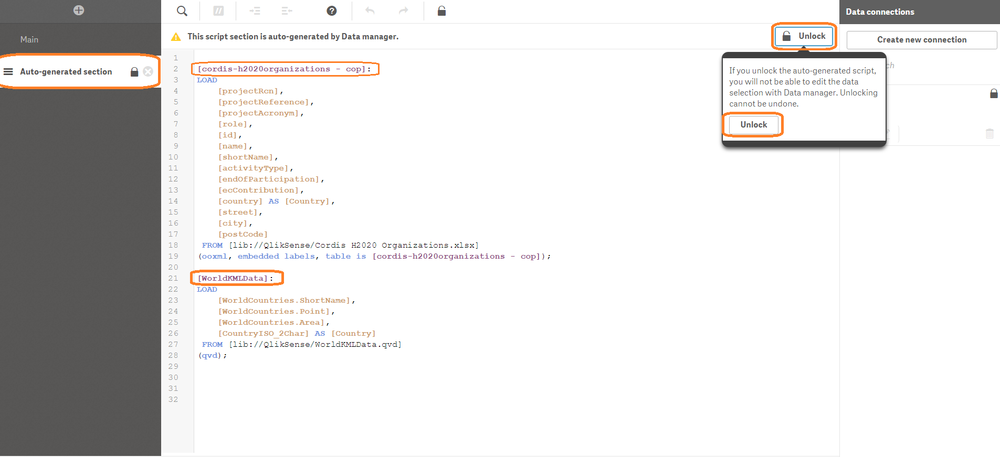 Main
Auto-generated section
This script section is auto-generated by Data manager.
Unlock
If you unlock the auto-generated script,
you will not be able to edit the data
selection with Data manager. Unlocking
cannot be undone.
Unlock
1
2 [cordis-h2020organizations - cop]:
3 LOAD
4 [projectRcn],
5 [projectReference],
6 [projectAcronym],
7 [role],
8 [id],
9 [name],
10 [shortName],
11 [activityType],
12 [endOfParticipation],
13 [ecContribution],
14 [country] AS [Country],
15 [street],
16 [city],
17 [postCode]
18 FROM [lib://QlikSense/Cordis H2020 Organizations.xlsx]
19 (ooxml, embedded labels, table is [cordis-h2020organizations - cop]);
20
21 [WorldKMLData]:
22 LOAD
23 [WorldCountries.ShortName],
24 [WorldCountries.Point],
25 [WorldCountries.Area],
26 [CountryISO_2Char] AS [Country]
27 FROM [lib://QlikSense/WorldKMLData.qvd]
28 (qvd);
29
30
31
32
Data connections
Create new connection